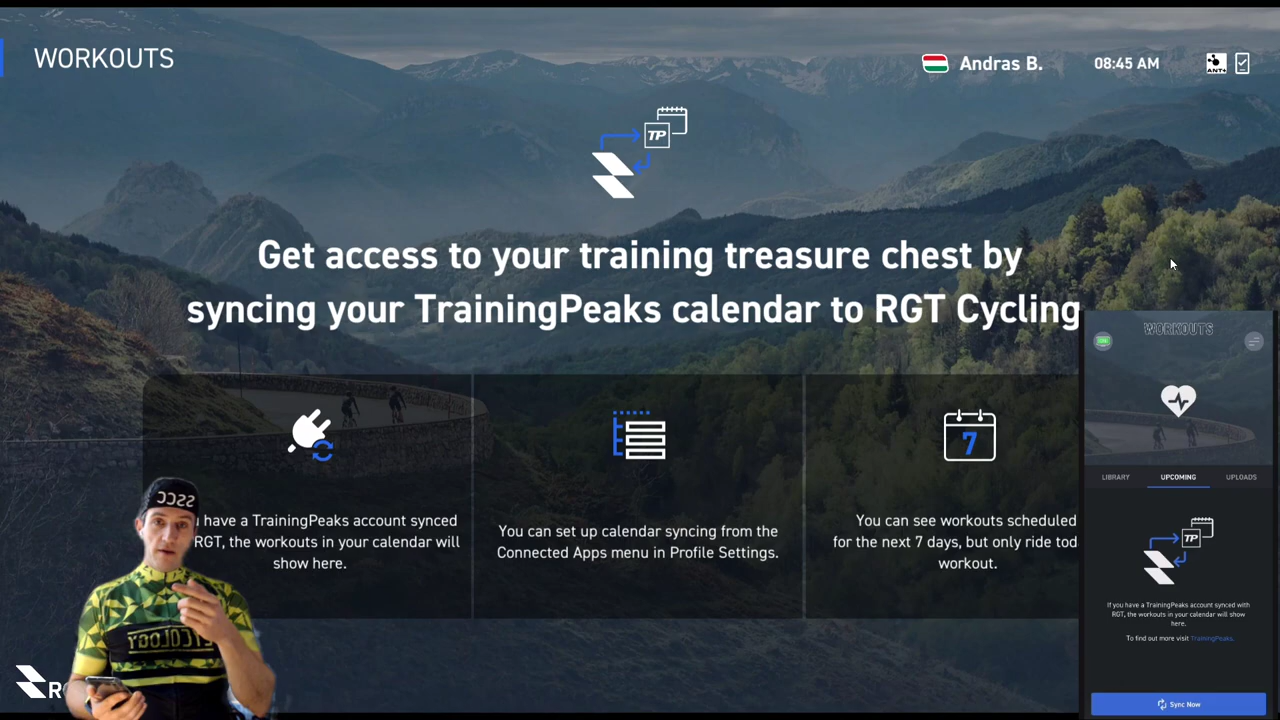 WORKOUTS
Andras B.
08:45 AM
ANT+
TP
Get access to your training treasure chest by
syncing your TrainingPeaks calendar to RGT Cycling
have a TrainingPeaks account synced
RGT, the workouts in your calendar will
show here.
You can set up calendar syncing from the
Connected Apps menu in Profile Settings.
7
You can see workouts scheduled
for the next 7 days, but only ride tod
workout.
WORKOUTS
LIBRARY
UPCOMING
UPLOADS
TP
If you have a TrainingPeaks account synced with
RGT, the workouts in your calendar will show
here.
To find out more visit TrainingPeaks.
Sync Now